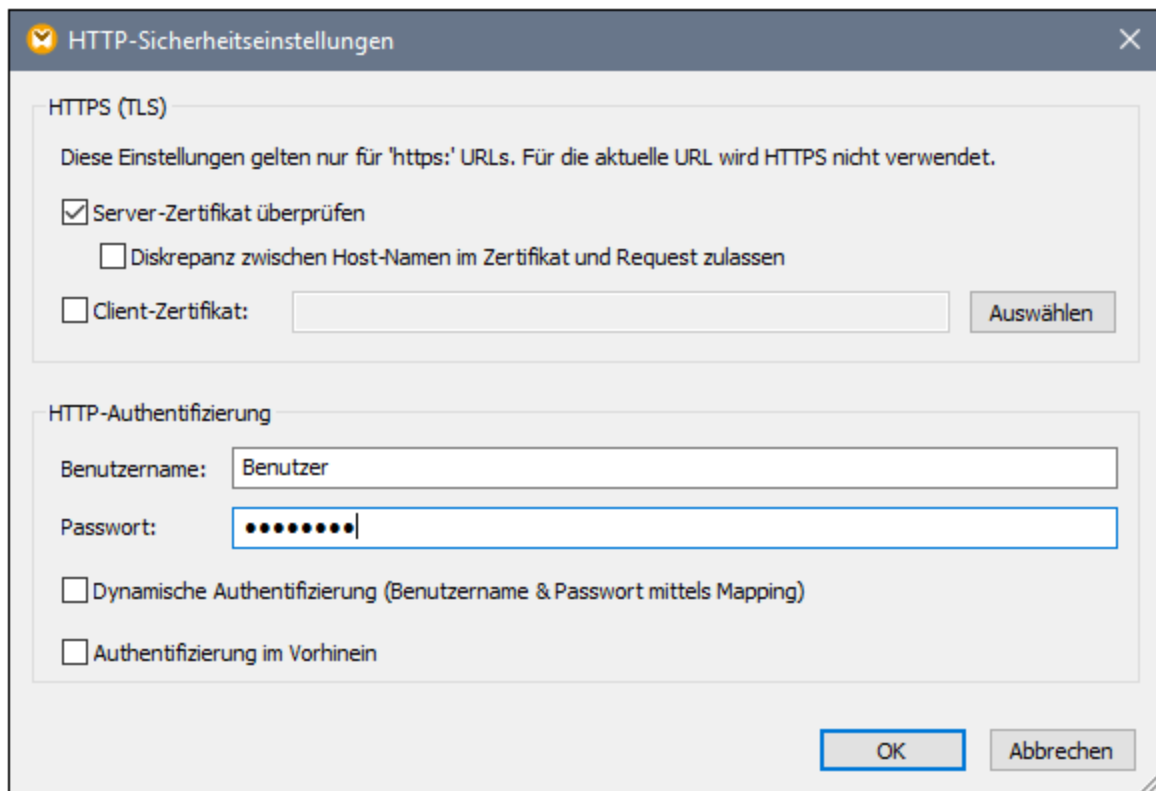 HTTP-Sicherheitseinstellungen
HTTPS (TLS)
Diese Einstellungen gelten nur für 'https:' URLs. Für die aktuelle URL wird HTTPS nicht verwendet.
Server-Zertifikat überprüfen
Diskrepanz zwischen Host-Namen im Zertifikat und Request zulassen
Client-Zertifikat: Auswählen
HTTP-Authentifizierung
Benutzername: Benutzer
Passwort: ●●●●●●●●
Dynamische Authentifizierung (Benutzername & Passwort mittels Mapping)
Authentifizierung im Vorhinein
OK Abbrechen